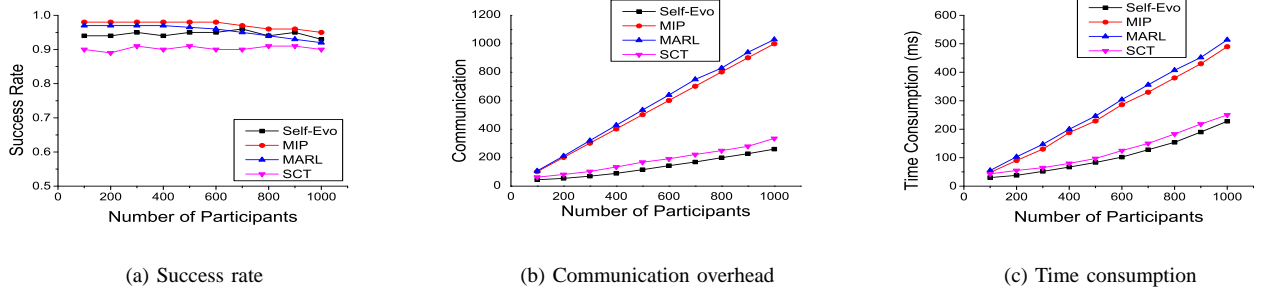 1.0
0.9
0.8
0.7
0.6
0.5
Success Rate
0
200
400
600
800
1000
Number of Participants
Self-Evo
MIP
MARL
SCT
(a) Success rate
1200
1000
800
600
400
200
0
Communication
0
200
400
600
800
1000
Number of Participants
Self-Evo
MIP
MARL
SCT
(b) Communication overhead
600
500
400
300
200
100
0
Time Consumption (ms)
0
200
400
600
800
1000
Number of Participants
Self-Evo
MIP
MARL
SCT
(c) Time consumption